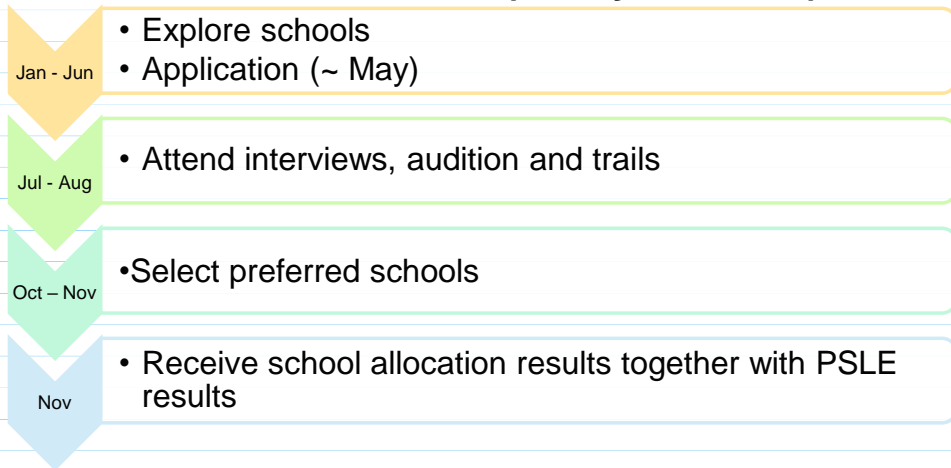 Jan - Jun
• Explore schools
• Application (~ May)
Jul - Aug
• Attend interviews, audition and trails
Oct – Nov
•Select preferred schools
Nov
• Receive school allocation results together with PSLE
results